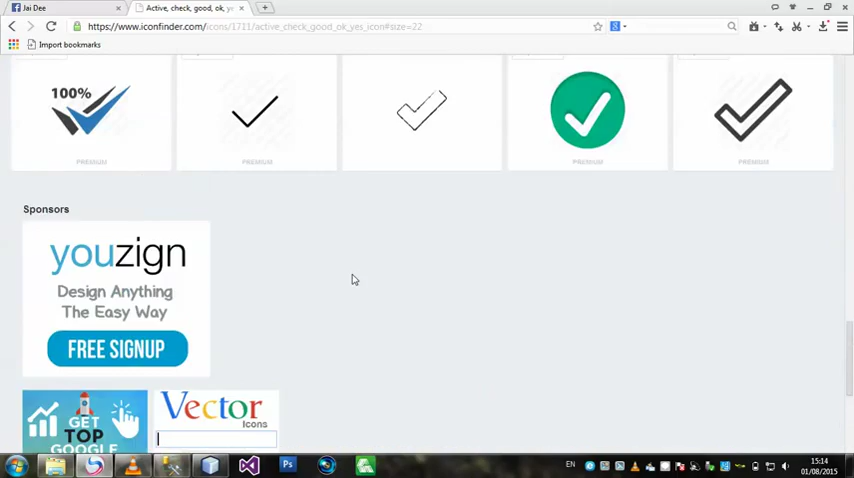 Jai Dee
Active, check, good, ok, ye
https://www.iconfinder.com/icons/1721/active_check_good_ok_yes_icon#size=22
Import bookmarks
100%
PREMIUM
PREMIUM
PREMIUM
PREMIUM
Sponsors
youzign
Design Anything
The Easy Way
FREE SIGNUP
GET
TOP
GOOGLE
Vector
Icons
Ps
EN
15:14
01/08/2015